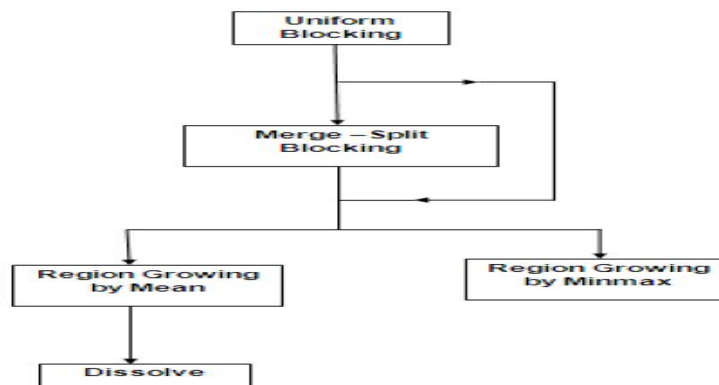 Uniform
Blocking
Merge – Split
Blocking
Region Growing
by Mean
Region Growing
by Minmax
Dissolve